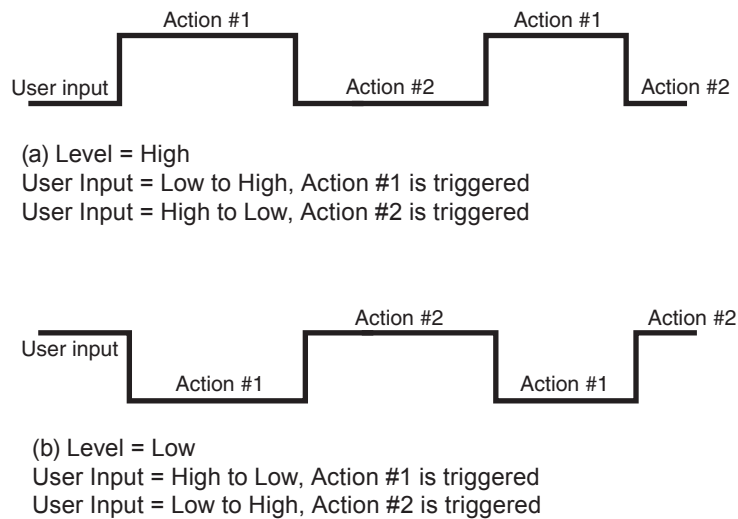 Action #1 Action #1
User input Action #2 Action #2
(a) Level = High
User Input = Low to High, Action #1 is triggered
User Input = High to Low, Action #2 is triggered
Action #2 Action #2
User input
Action #1 Action #1
(b) Level = Low
User Input = High to Low, Action #1 is triggered
User Input = Low to High, Action #2 is triggered